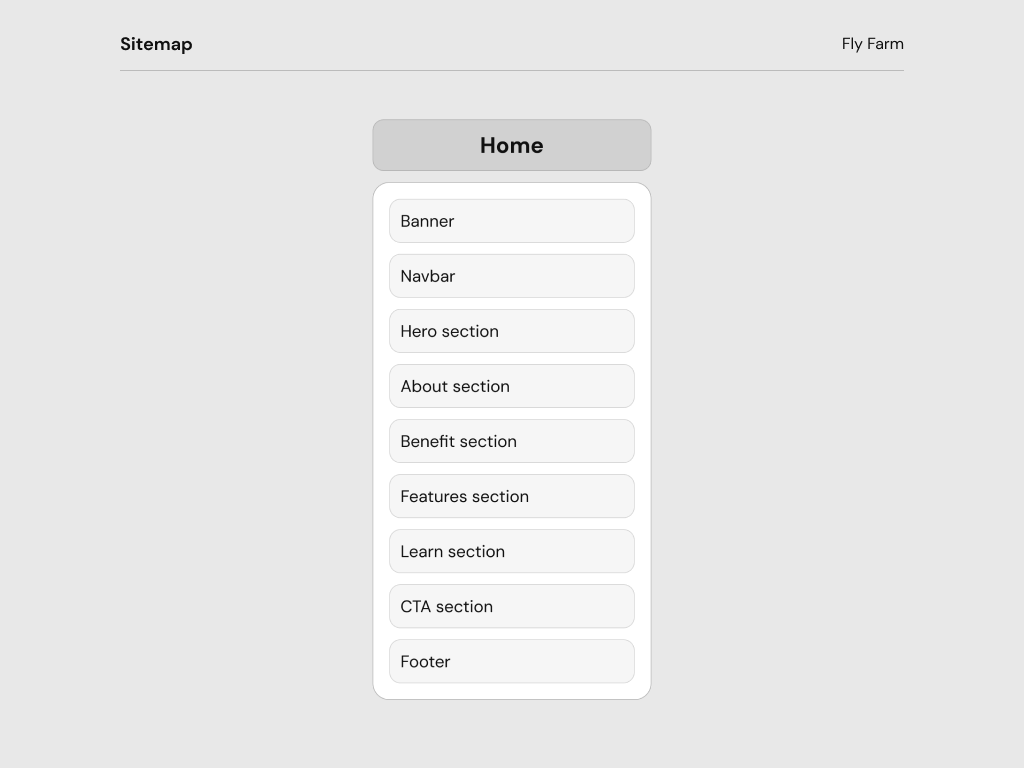 Sitemap
Fly Farm
Home
Banner
Navbar
Hero section
About section
Benefit section
Features section
Learn section
CTA section
Footer